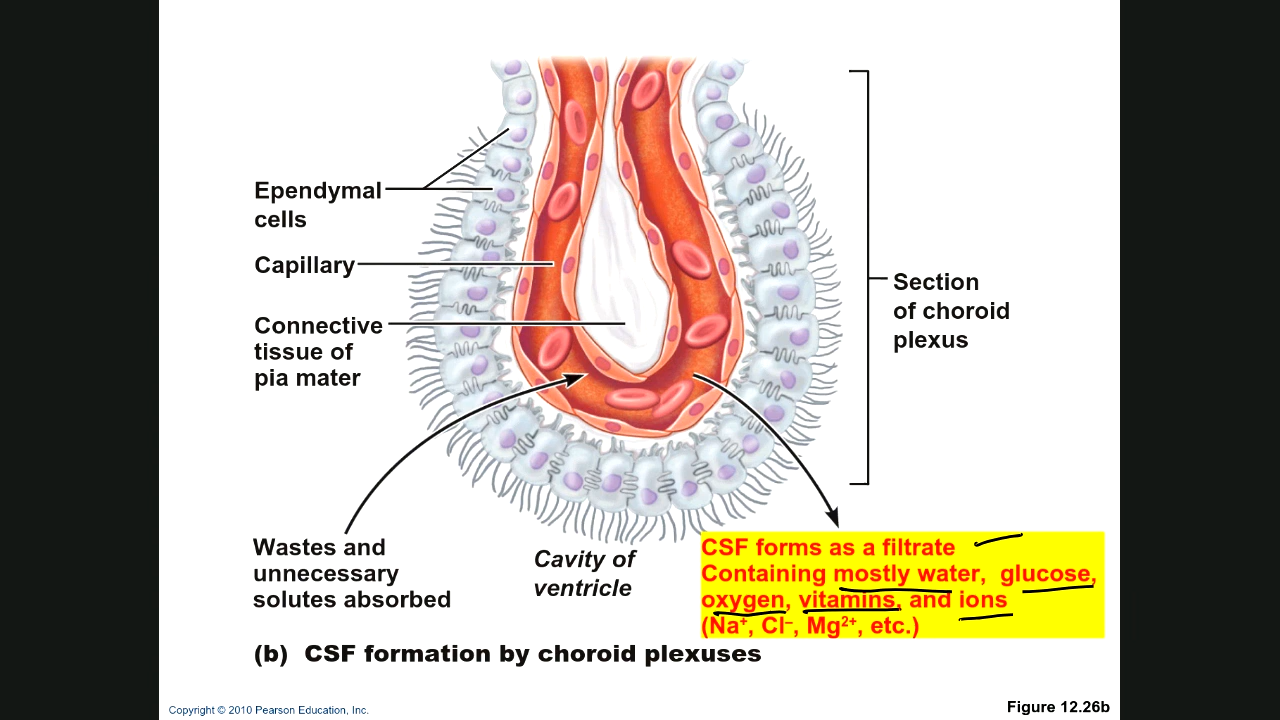 Ependymal
cells
Capillary
Connective
tissue of
pia mater
Section
of choroid
plexus
Wastes and
unnecessary
solutes absorbed
Cavity of
ventricle
CSF forms as a filtrate
Containing mostly water, glucose,
oxygen, vitamins, and ions
(Na⁺, Cl⁻, Mg²⁺, etc.)
(b) CSF formation by choroid plexuses
Copyright © 2010 Pearson Education, Inc.
Figure 12.26b